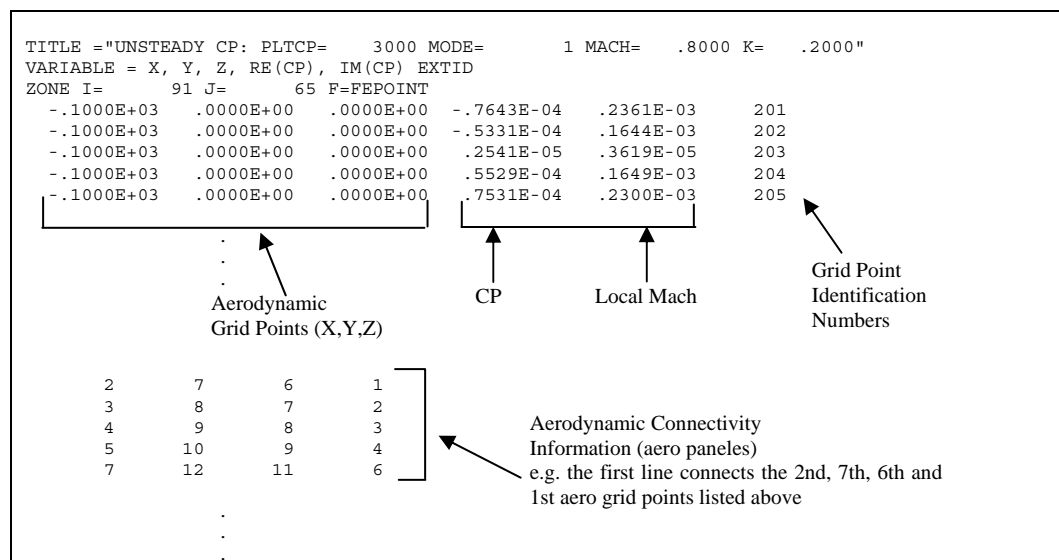 TITLE ="UNSTEADY CP: PLTCP=    3000 MODE=       1 MACH=   .8000 K=   .2000"
VARIABLE = X, Y, Z, RE(CP), IM(CP) EXTID
ZONE I=      91 J=      65 F=FEPOINT
-.1000E+03   .0000E+00   .0000E+00  -.7643E-04   .2361E-03     201
-.1000E+03   .0000E+00   .0000E+00  -.5331E-04   .1644E-03     202
-.1000E+03   .0000E+00   .0000E+00   .2541E-05   .3619E-05     203
-.1000E+03   .0000E+00   .0000E+00   .5529E-04   .1649E-03     204
-.1000E+03   .0000E+00   .0000E+00   .7531E-04   .2300E-03     205
.
.
.
Aerodynamic
Grid Points (X,Y,Z)
CP
Local Mach
Grid Point
Identification
Numbers
2       7       6       1
3       8       7       2
4       9       8       3
5      10       9       4
7      12      11       6
Aerodynamic Connectivity
Information (aero paneles)
e.g. the first line connects the 2nd, 7th, 6th and
1st aero grid points listed above
.
.
.